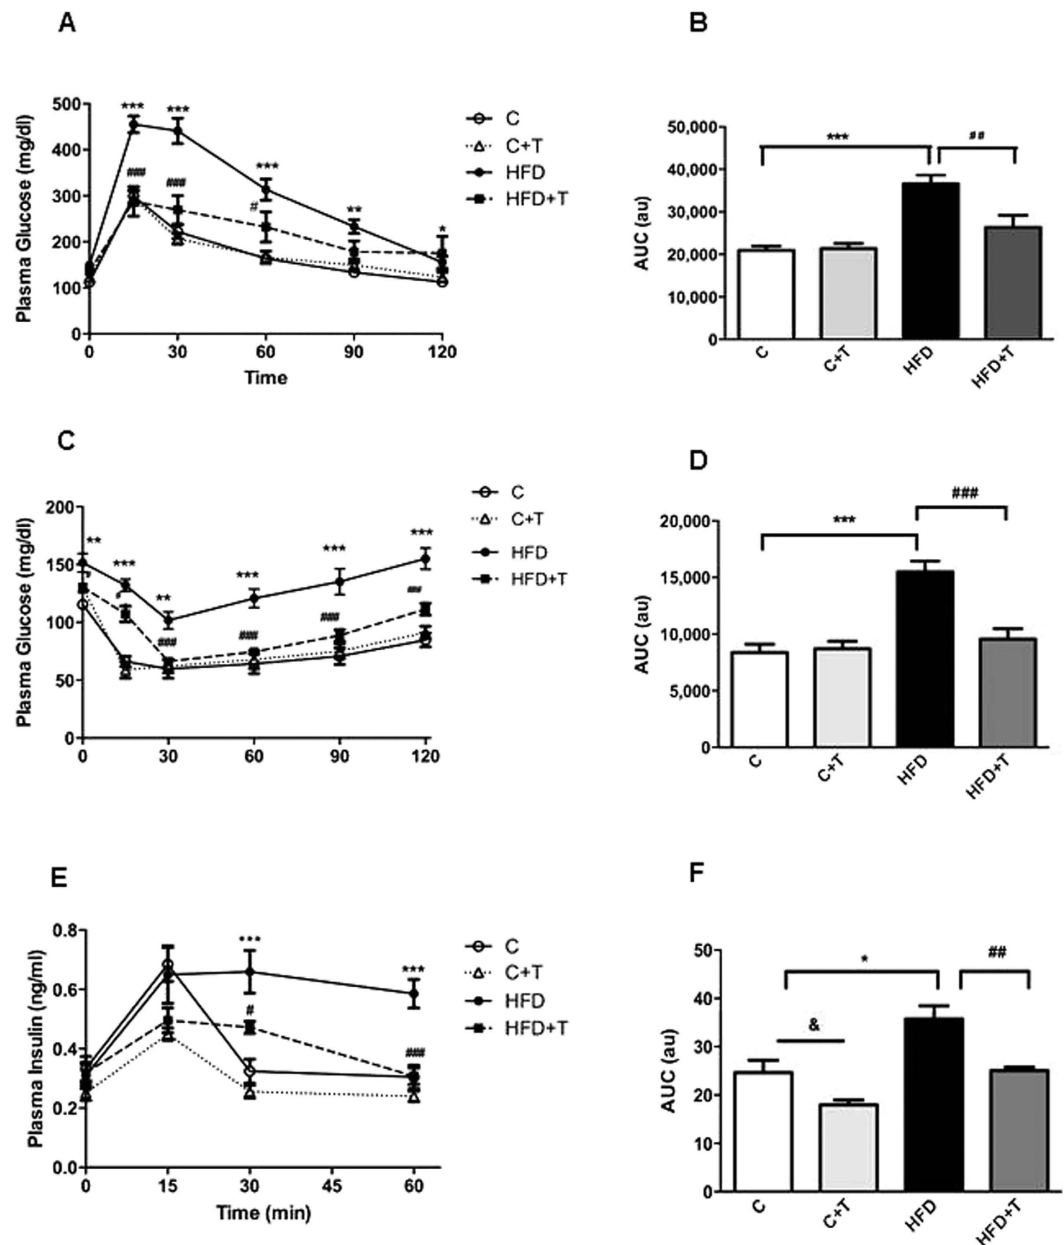 A
Plasma Glucose (mg/dl)
500
400
300
200
100
0
0 30 60 90 120
Time
*** *** *** ** *
### ### #
C
C+T
HFD
HFD+T
B
AUC (au)
50,000
40,000
30,000
20,000
10,000
0
*** ##
C C+T HFD HFD+T
C
Plasma Glucose (mg/dl)
200
150
100
50
0
0 30 60 90 120
** *** ** *** *** ***
# # ### ### ### ###
C
C+T
HFD
HFD+T
D
AUC (au)
20,000
15,000
10,000
5,000
0
*** ###
C C+T HFD HFD+T
E
Plasma Insulin (ng/ml)
0.8
0.6
0.4
0.2
0.0
0 15 30 45 60
Time (min)
*** ***
# ###
C
C+T
HFD
HFD+T
F
AUC (au)
50
40
30
20
10
0
* ##
&
C C+T HFD HFD+T